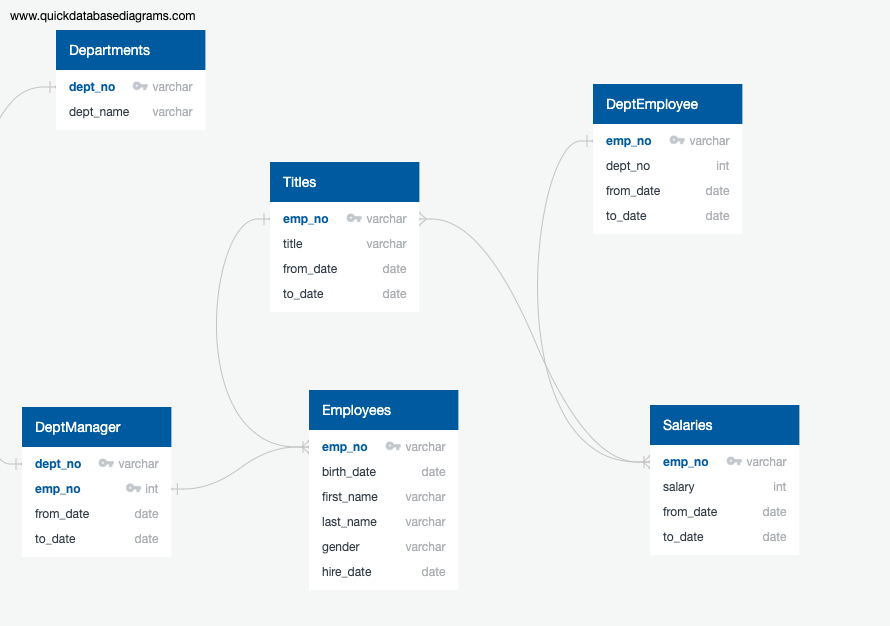 www.quickdatabasediagrams.com
Departments
dept_no varchar
dept_name varchar
DeptEmployee
emp_no varchar
dept_no int
from_date date
to_date date
Titles
emp_no varchar
title varchar
from_date date
to_date date
Employees
emp_no varchar
birth_date date
first_name varchar
last_name varchar
gender varchar
hire_date date
DeptManager
dept_no varchar
emp_no int
from_date date
to_date date
Salaries
emp_no varchar
salary int
from_date date
to_date date